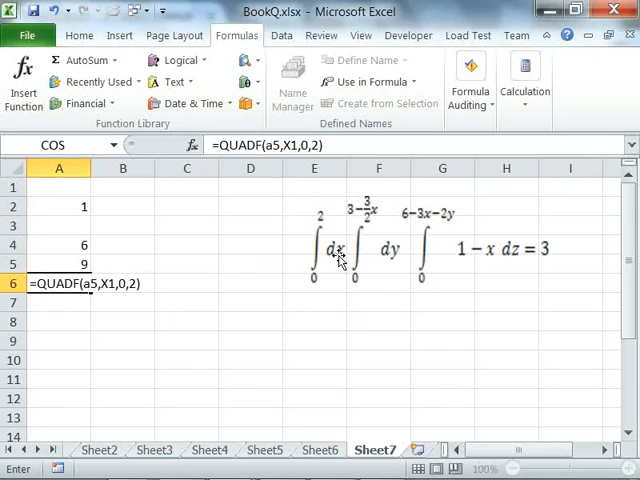 BookQ.xlsx - Microsoft Excel
File Home Insert Page Layout Formulas Data Review View Developer Load Test Team
fx
Insert Function
Σ AutoSum
Recently Used
Financial
Logical
A Text
Date & Time
Function Library
Name Manager
Define Name
Use in Formula
Create from Selection
Defined Names
Formula Auditing
Calculation
COS fx =QUADF(a5,X1,0,2)
A B C D E F G H I
1
2 1
3
4 6
5 9
6 =QUADF(a5,X1,0,2)
7
8
9
10
11
12
13
14
2 3−3/2x 6−3x−2y
∫ dx ∫ dy ∫ 1 − x dz = 3
0 0 0
Sheet2 Sheet3 Sheet4 Sheet5 Sheet6 Sheet7
Enter 100%